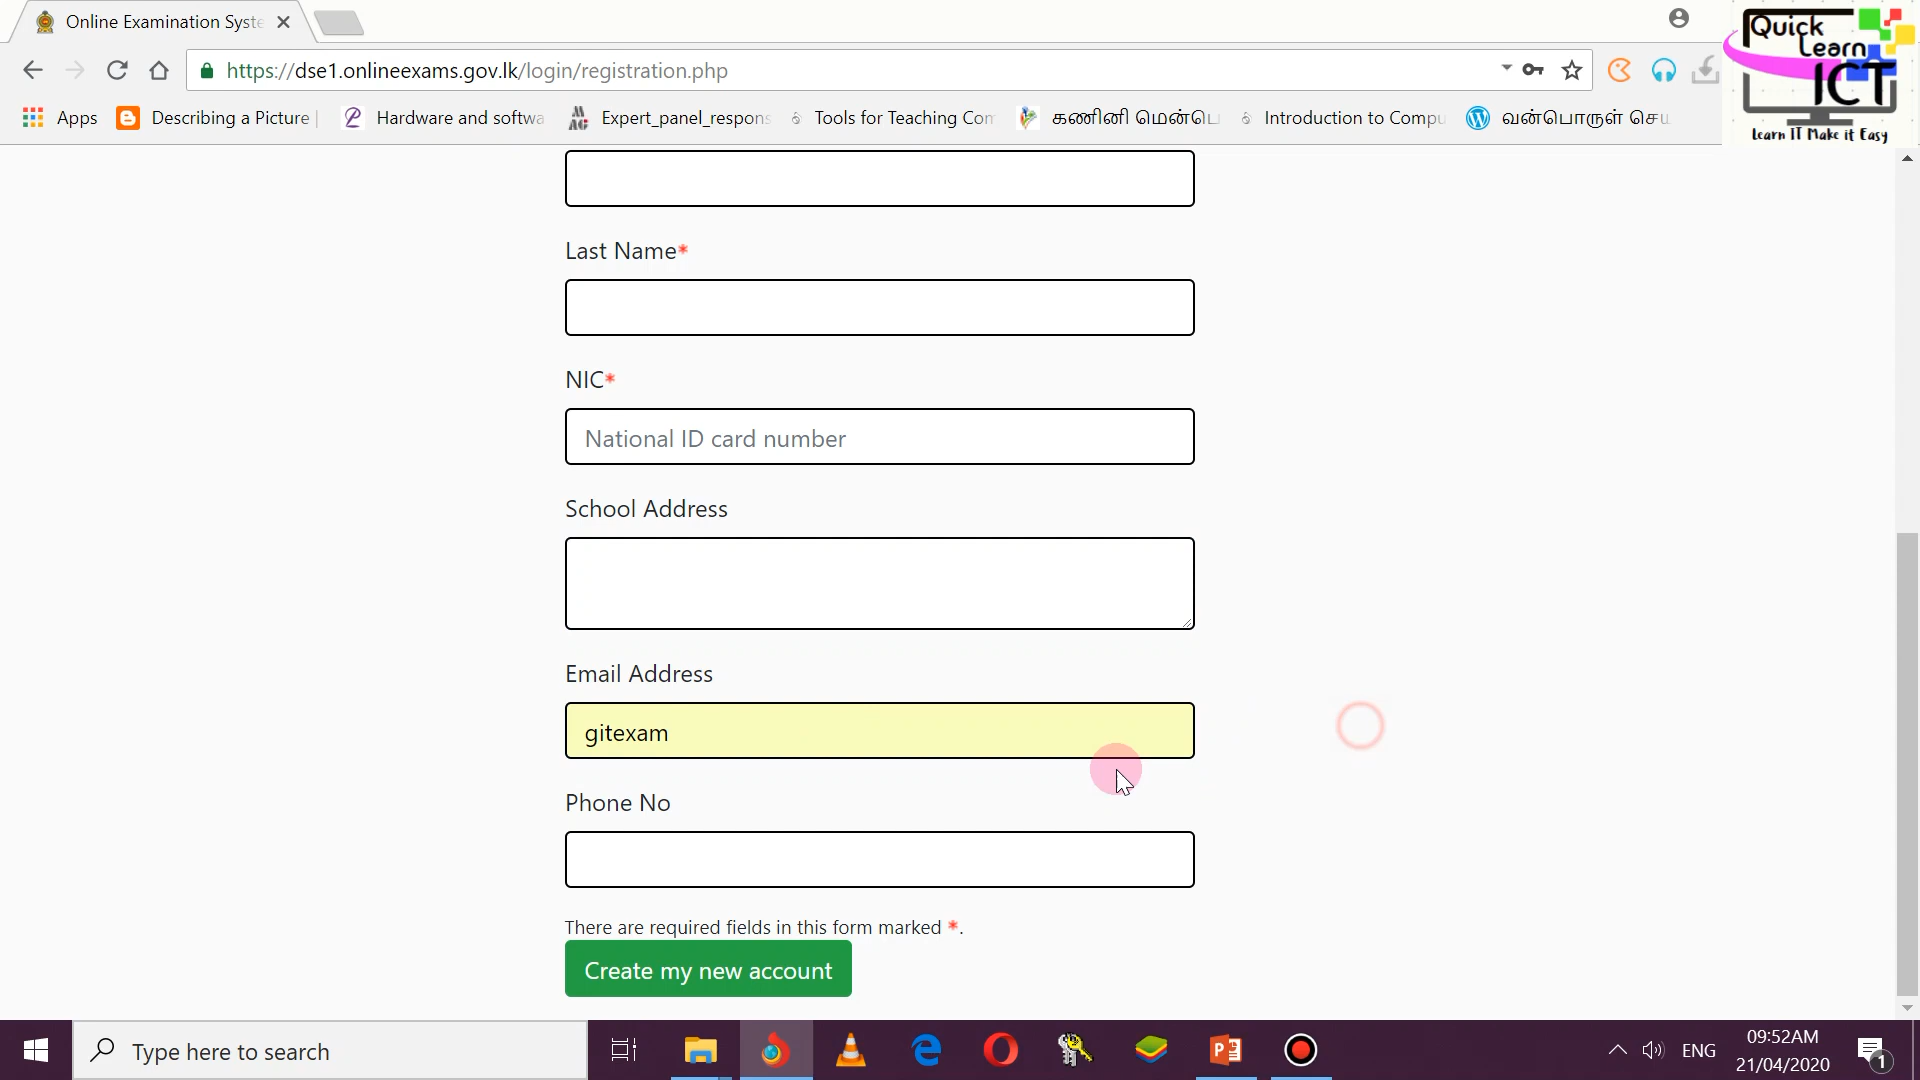 Online Examination Syste
Quick
Learn
ICT
Learn IT Make it Easy
https://dse1.onlineexams.gov.lk/login/registration.php
Apps
Describing a Picture |
Hardware and softwa
Expert_panel_respons
Tools for Teaching Com
கணினி மென்பெ
Introduction to Compu
வன்பொருள் செய
Last Name*
NIC*
National ID card number
School Address
Email Address
gitexam
Phone No
There are required fields in this form marked *.
Create my new account
Type here to search
ENG
09:52AM
21/04/2020
1